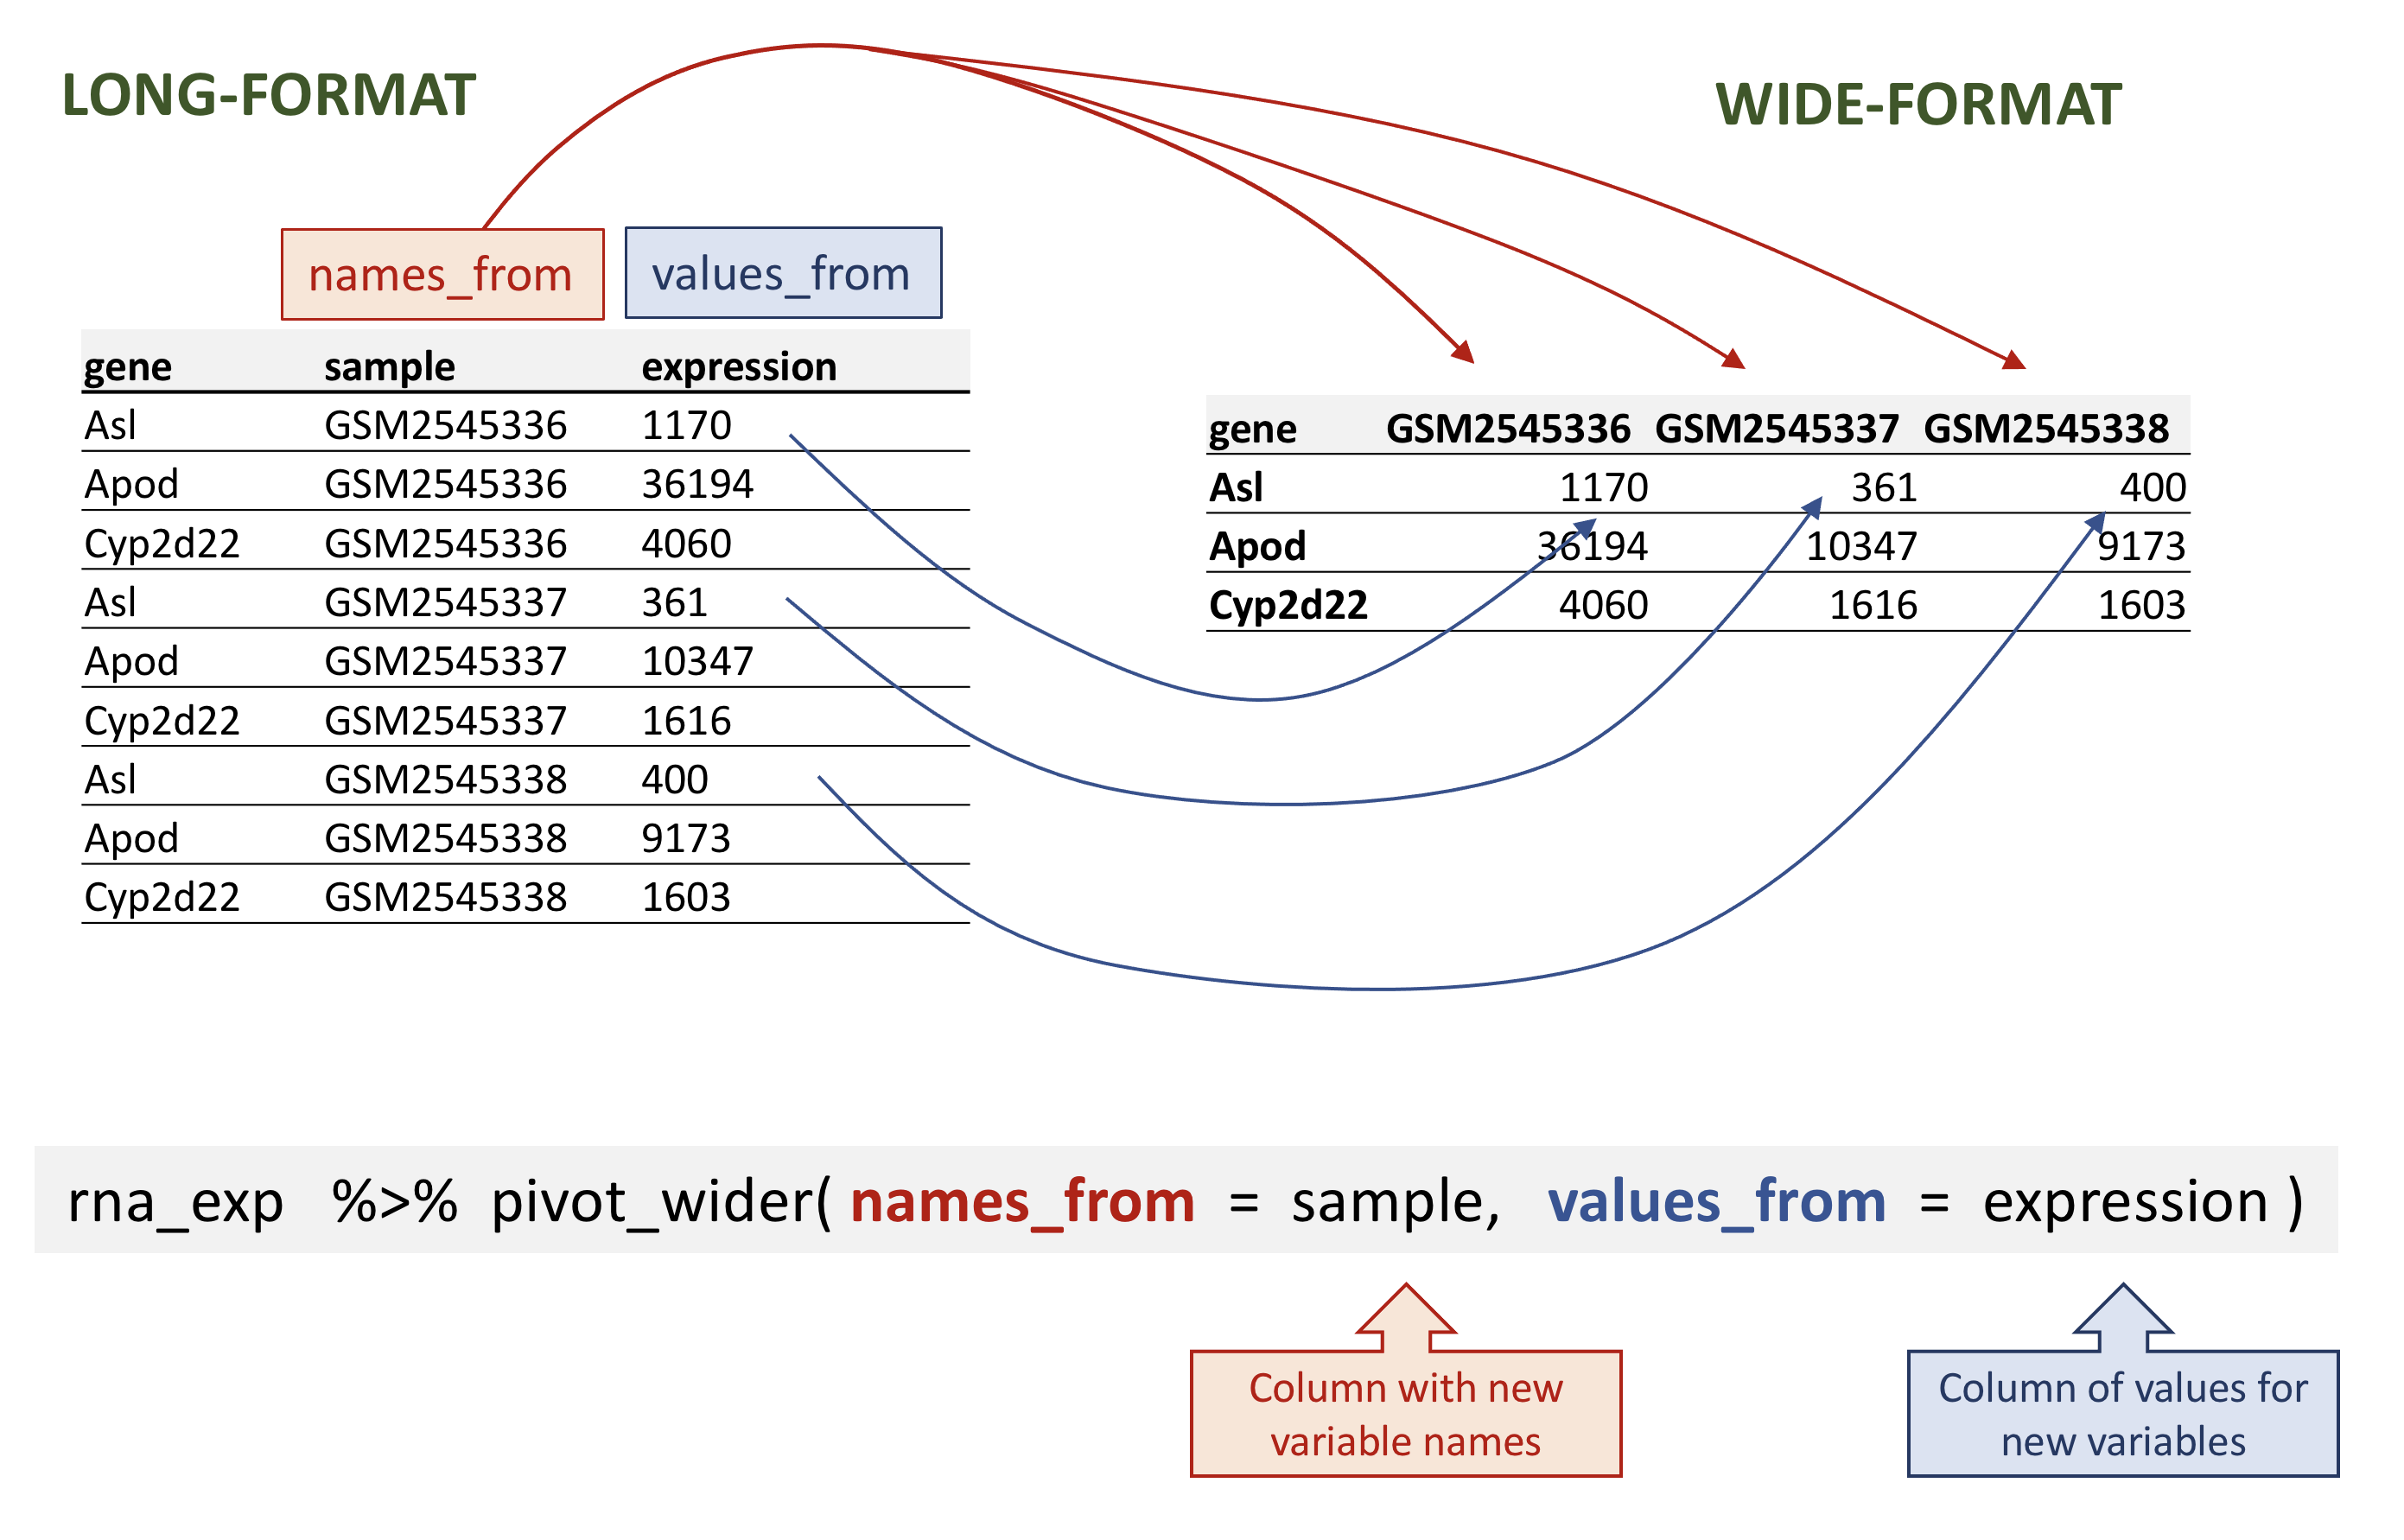 LONG-FORMAT
WIDE-FORMAT
names_from values_from
gene sample expression
Asl GSM2545336 1170
Apod GSM2545336 36194
Cyp2d22 GSM2545336 4060
Asl GSM2545337 361
Apod GSM2545337 10347
Cyp2d22 GSM2545337 1616
Asl GSM2545338 400
Apod GSM2545338 9173
Cyp2d22 GSM2545338 1603
gene GSM2545336 GSM2545337 GSM2545338
Asl 1170 361 400
Apod 36194 10347 9173
Cyp2d22 4060 1616 1603
rna_exp %>% pivot_wider( names_from = sample, values_from = expression )
Column with new
variable names
Column of values for
new variables